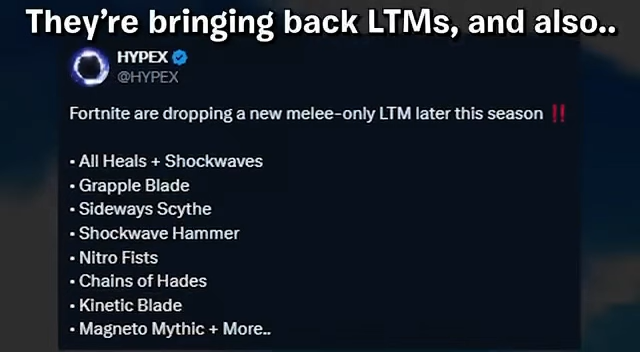 They're bringing back LTMs, and also..
HYPEX
@HYPEX
Fortnite are dropping a new melee-only LTM later this season ‼️
• All Heals + Shockwaves
• Grapple Blade
• Sideways Scythe
• Shockwave Hammer
• Nitro Fists
• Chains of Hades
• Kinetic Blade
• Magneto Mythic + More..